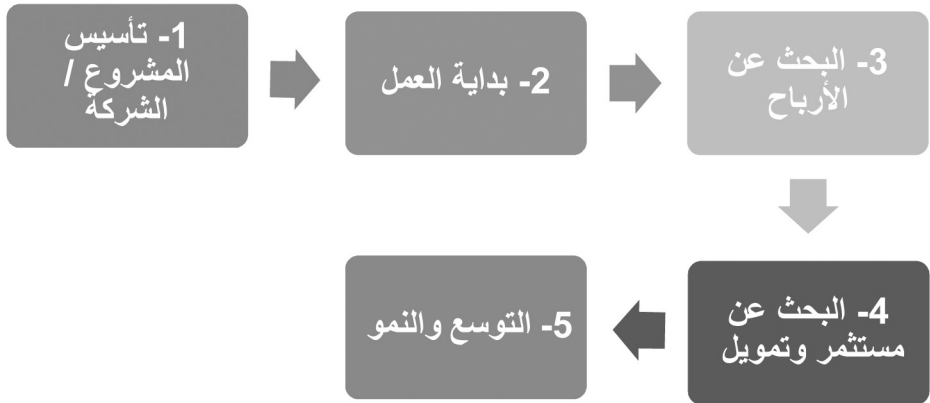 1- تأسيس
المشروع /
الشركة
2- بداية العمل
3- البحث عن
الأرباح
4- البحث عن
مستثمر وتمويل
5- التوسع والنمو